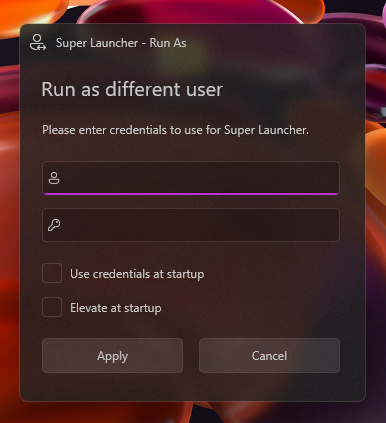 Super Launcher - Run As
Run as different user
Please enter credentials to use for Super Launcher.
Use credentials at startup
Elevate at startup
Apply
Cancel